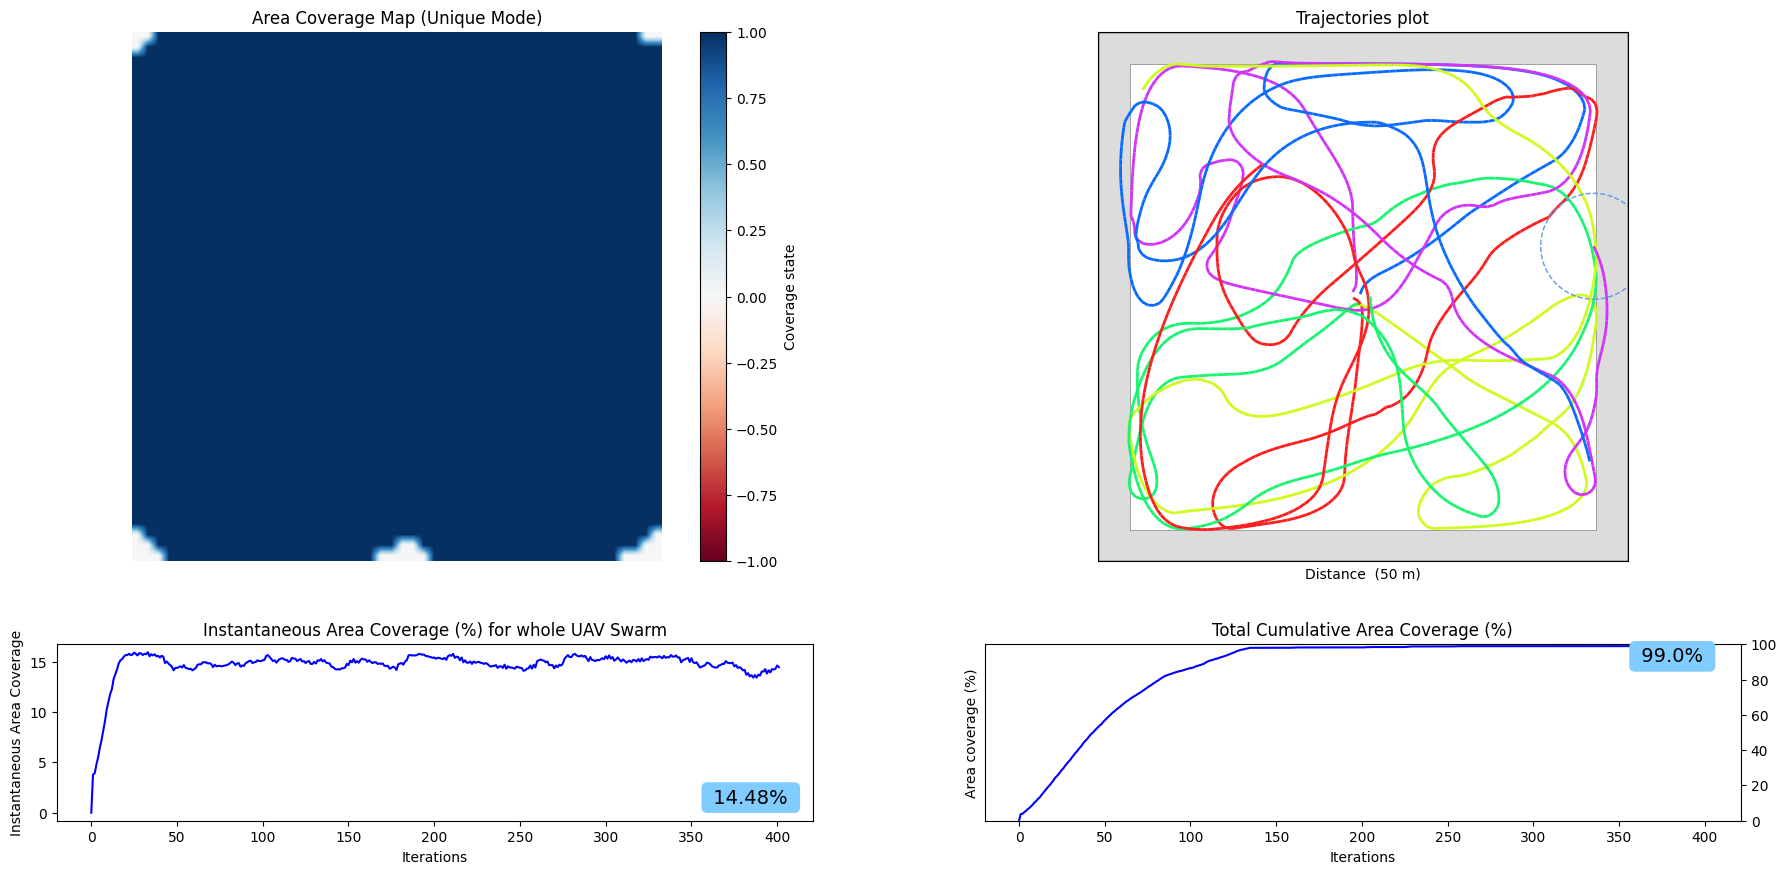 Area Coverage Map (Unique Mode)
1.00
0.75
0.50
0.25
0.00
−0.25
−0.50
−0.75
−1.00
Coverage state
Trajectories plot
Distance  (50 m)
Instantaneous Area Coverage (%) for whole UAV Swarm
Instantaneous Area Coverage
15
10
5
0
14.48%
0 50 100 150 200 250 300 350 400
Iterations
Total Cumulative Area Coverage (%)
Area coverage (%)
99.0%
100
80
60
40
20
0
0 50 100 150 200 250 300 350 400
Iterations